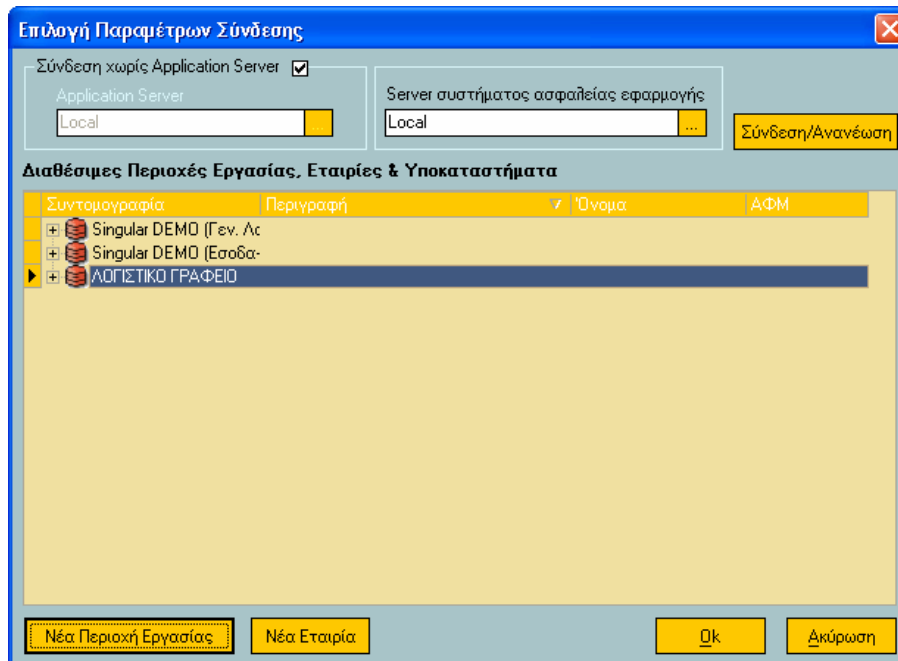 Επιλογή Παραμέτρων Σύνδεσης
Σύνδεση χωρίς Application Server
Application Server
Local
...
Server συστήματος ασφαλείας εφαρμογής
Local
...
Σύνδεση/Ανανέωση
Διαθέσιμες Περιοχές Εργασίας, Εταιρίες & Υποκαταστήματα
Συντομογραφία Περιγραφή Όνομα ΑΦΜ
Singular DEMO (Γεν. Λο
Singular DEMO (Εσοδα-
ΛΟΓΙΣΤΙΚΟ ΓΡΑΦΕΙΟ
Νέα Περιοχή Εργασίας Νέα Εταιρία Ok Ακύρωση